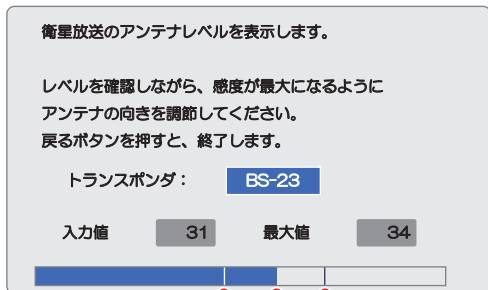 衛星放送のアンテナレベルを表示します。
レベルを確認しながら、感度が最大になるように
アンテナの向きを調節してください。
戻るボタンを押すと、終了します。
トランスポンダ： BS-23
入力値 31 最大値 34